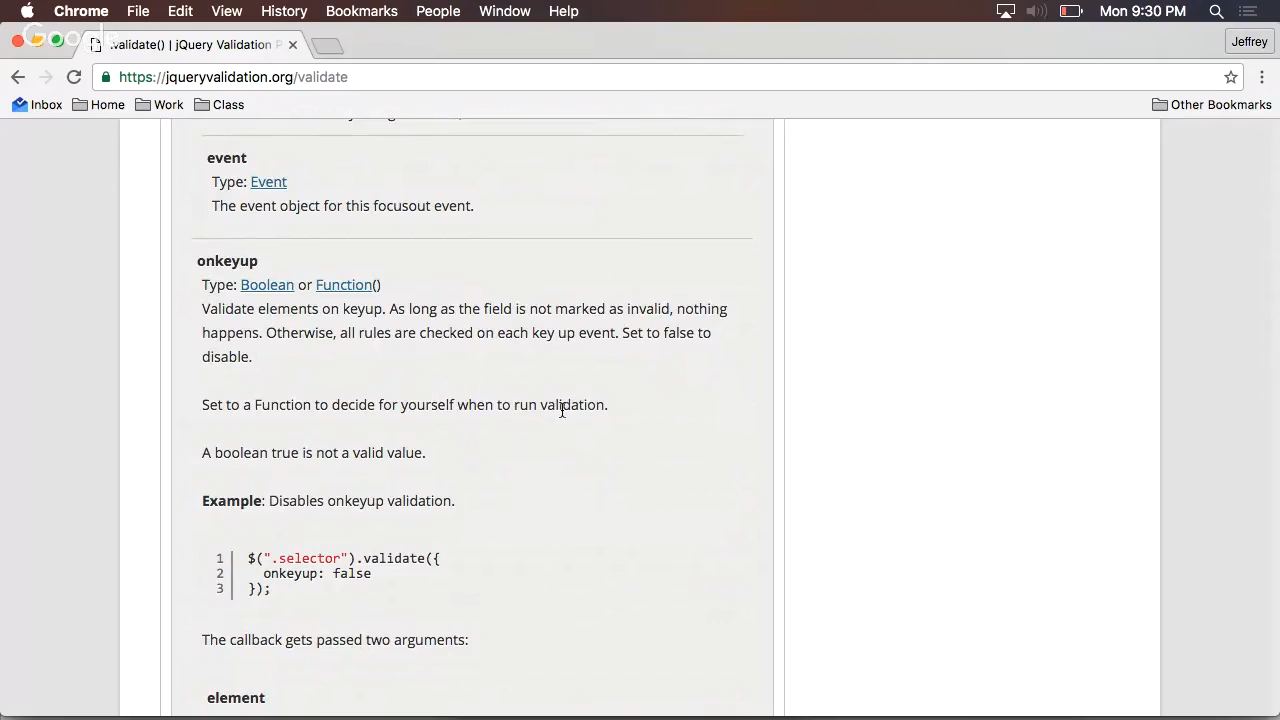 Chrome File Edit View History Bookmarks People Window Help Mon 9:30 PM
validate() | jQuery Validation P
Jeffrey
https://jqueryvalidation.org/validate
Inbox Home Work Class Other Bookmarks
event
Type: Event
The event object for this focusout event.
onkeyup
Type: Boolean or Function()
Validate elements on keyup. As long as the field is not marked as invalid, nothing
happens. Otherwise, all rules are checked on each key up event. Set to false to
disable.
Set to a Function to decide for yourself when to run validation.
A boolean true is not a valid value.
Example: Disables onkeyup validation.
1 $(".selector").validate({
2 onkeyup: false
3 });
The callback gets passed two arguments:
element